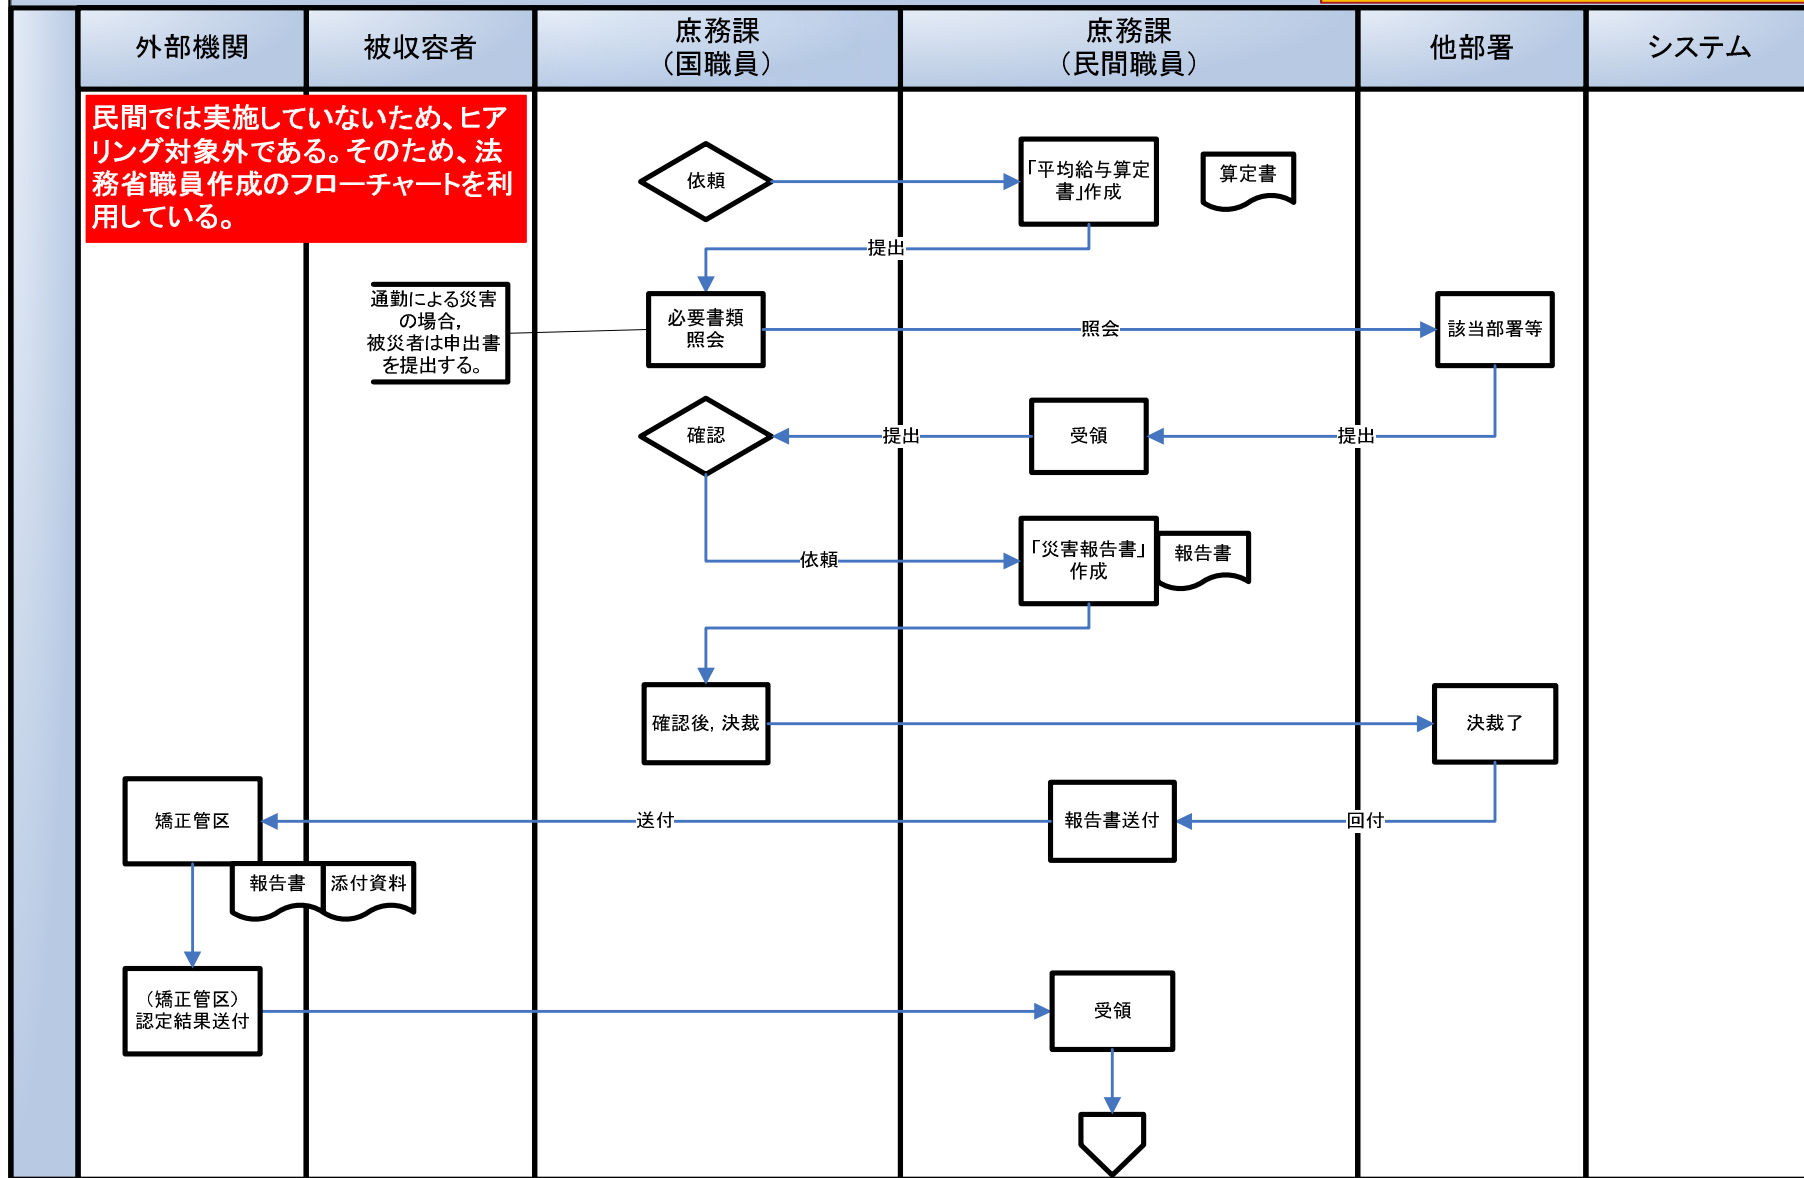 外部機関
被収容者
庶務課
（国職員）
庶務課
（民間職員）
他部署
システム
民間では実施していないため、ヒア
リング対象外である。そのため、法
務省職員作成のフローチャートを利
用している。
依頼
「平均給与算定
書」作成
算定書
提出
通勤による災害
の場合，
被災者は申出書
を提出する。
必要書類
照会
照会
該当部署等
確認
提出
受領
提出
依頼
「災害報告書」
作成
報告書
確認後，決裁
決裁了
矯正管区
送付
報告書送付
回付
報告書
添付資料
（矯正管区）
認定結果送付
受領